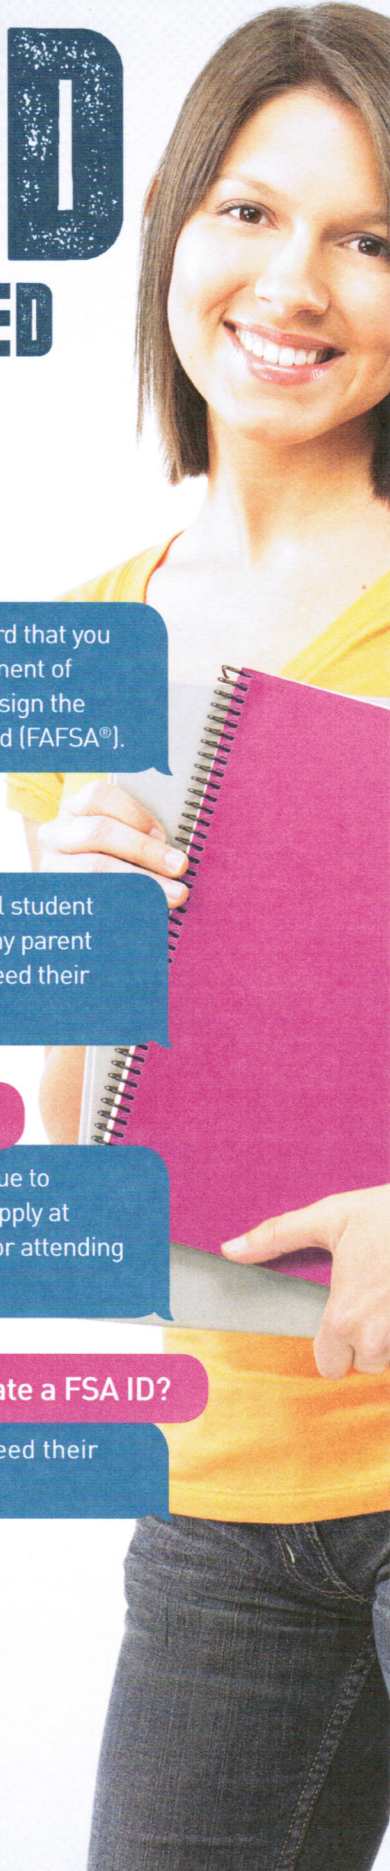 D
ED
rd that you
ment of
sign the
d (FAFSA®).
l student
ny parent
eed their
ue to
pply at
or attending
ate a FSA ID?
eed their